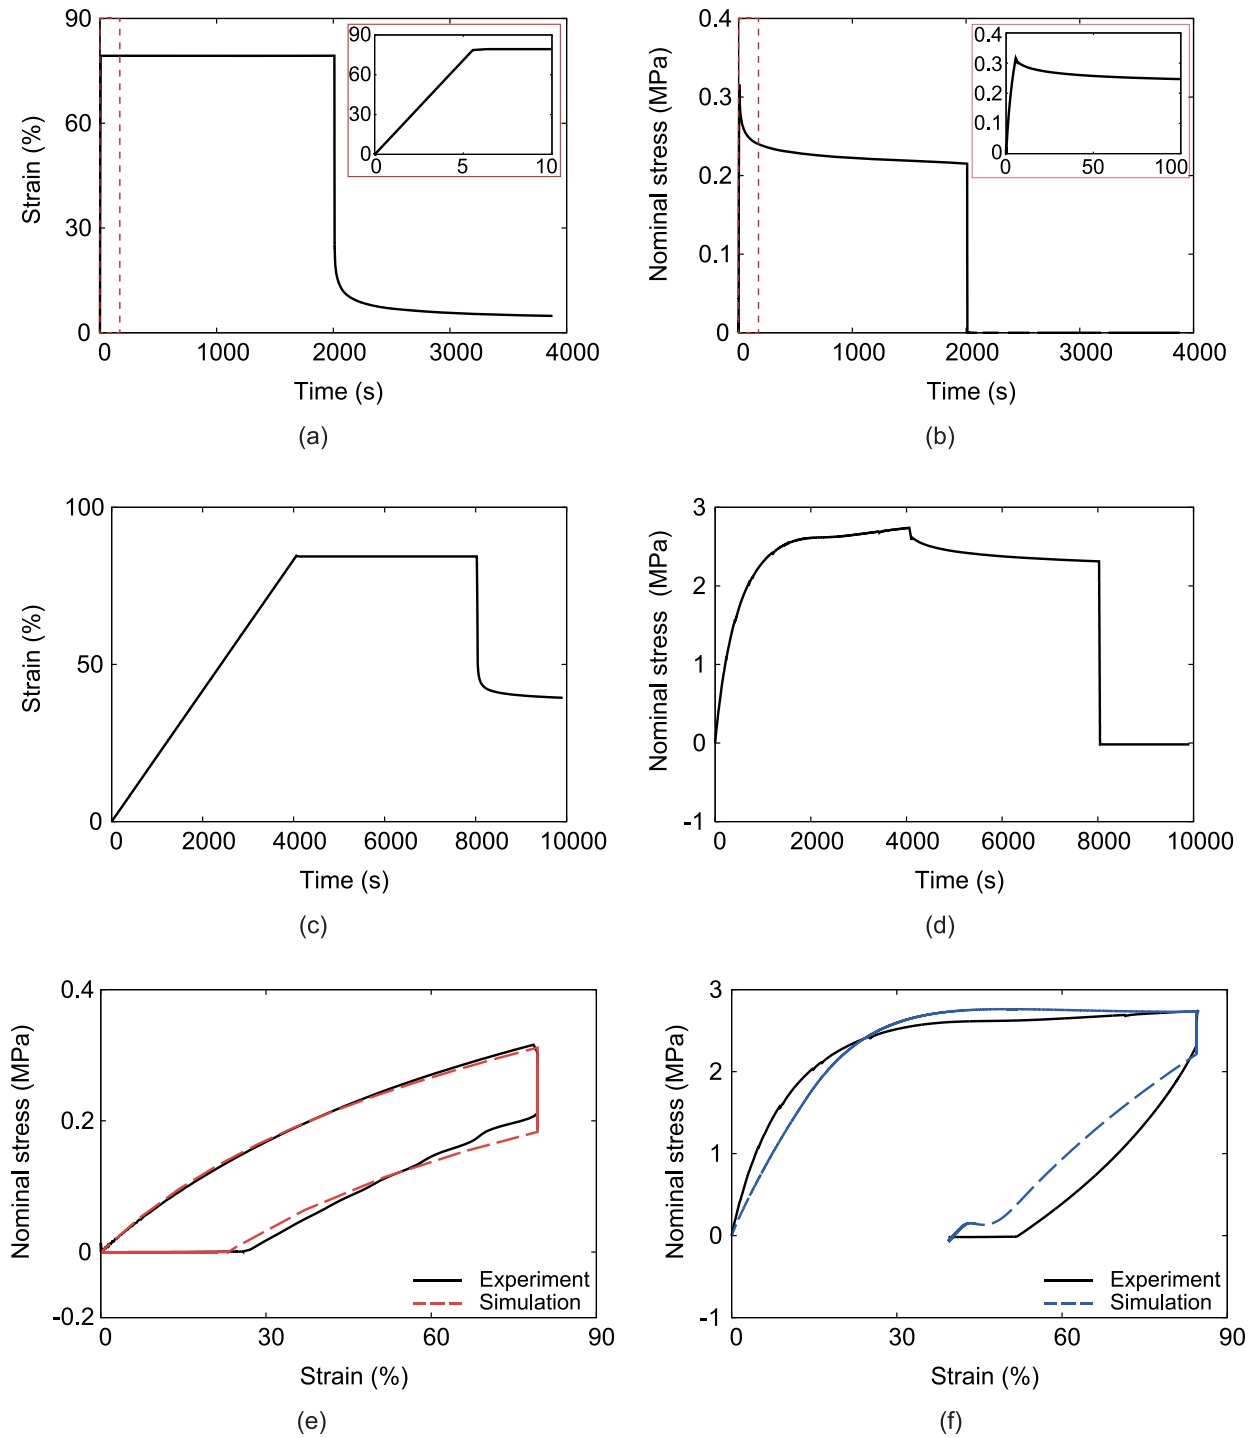 90
60
30
0
Strain (%)
0 1000 2000 3000 4000
Time (s)
90
60
30
0
0 5 10
(a)
0.4
0.3
0.2
0.1
0
Nominal stress (MPa)
0 1000 2000 3000 4000
Time (s)
0.4
0.3
0.2
0.1
0
0 50 100
(b)
100
50
0
Strain (%)
0 2000 4000 6000 8000 10000
Time (s)
(c)
3
2
1
0
-1
Nominal stress (MPa)
0 2000 4000 6000 8000 10000
Time (s)
(d)
0.4
0.2
0
-0.2
Nominal stress (MPa)
Experiment
Simulation
0 30 60 90
Strain (%)
(e)
3
2
1
0
-1
Nominal stress (MPa)
Experiment
Simulation
0 30 60 90
Strain (%)
(f)